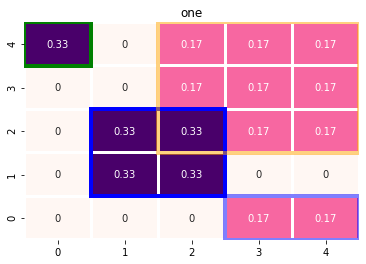 one
4 0.33 0 0.17 0.17 0.17
3 0 0 0.17 0.17 0.17
2 0 0.33 0.33 0.17 0.17
1 0 0.33 0.33 0 0
0 0 0 0 0.17 0.17
0 1 2 3 4